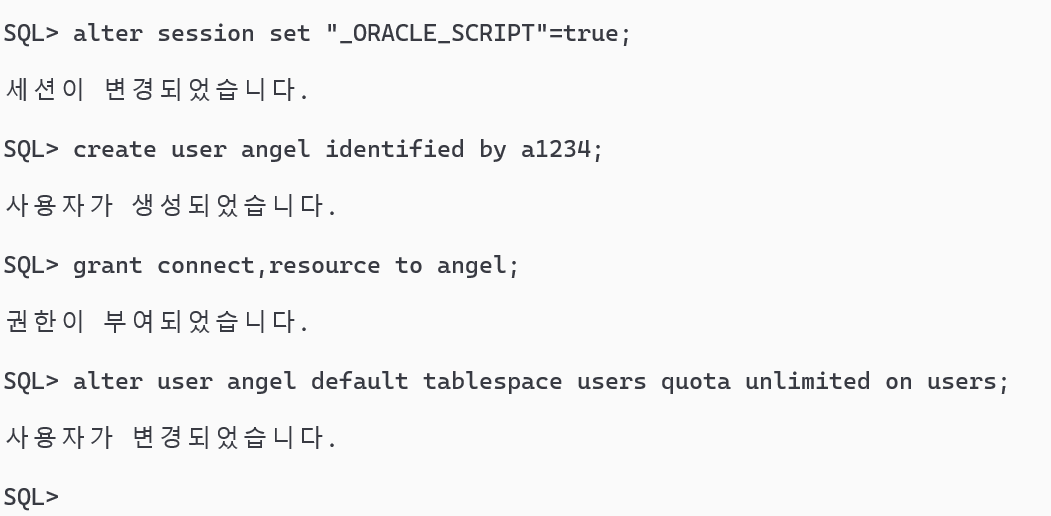 SQL> alter session set "_ORACLE_SCRIPT"=true;
세션이 변경되었습니다.
SQL> create user angel identified by a1234;
사용자가 생성되었습니다.
SQL> grant connect,resource to angel;
권한이 부여되었습니다.
SQL> alter user angel default tablespace users quota unlimited on users;
사용자가 변경되었습니다.
SQL>